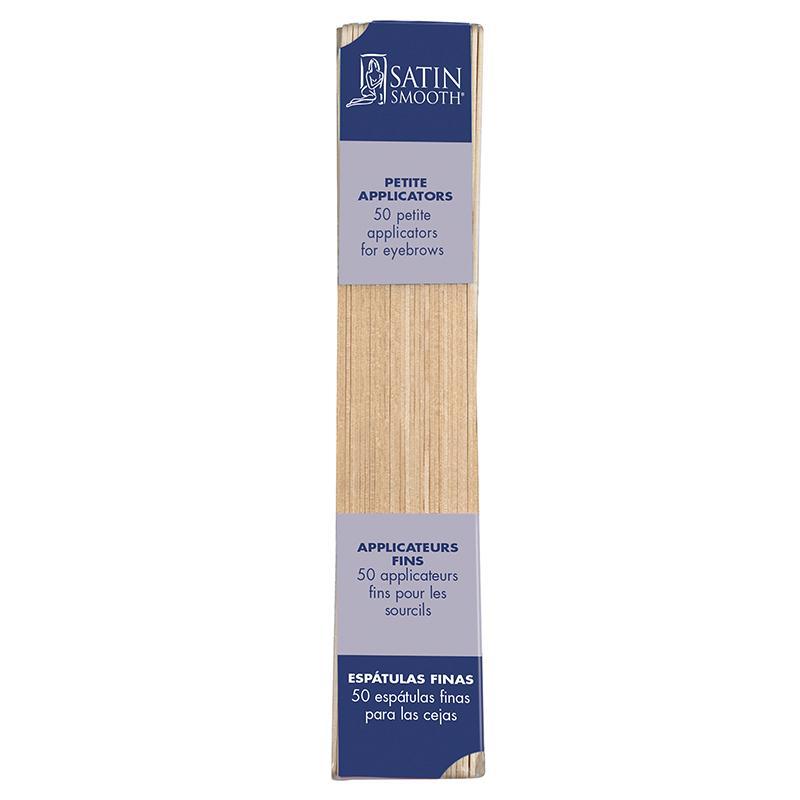 SATIN
SMOOTH®
PETITE
APPLICATORS
50 petite
applicators
for eyebrows
APPLICATEURS
FINS
50 applicateurs
fins pour les
sourcils
ESPÁTULAS FINAS
50 espátulas finas
para las cejas